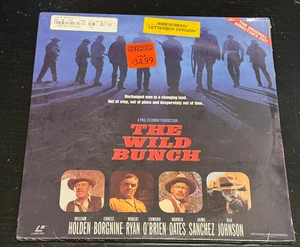 WIDESCREEN
LETTERBOX VERSION
34.99
Unchanged men in a changing land.
Out of step, out of place and desperately out of time.
A PHIL FELDMAN PRODUCTION
THE
WILD
BUNCH
WILLIAM ERNEST ROBERT EDMOND WARREN JAIME BEN
HOLDEN BORGNINE RYAN O'BRIEN OATES SANCHEZ JOHNSON